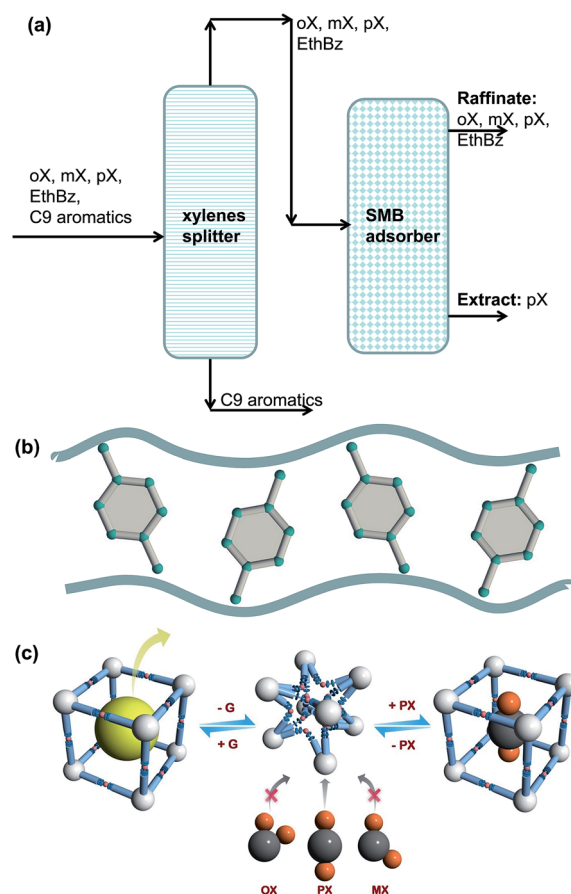 (a)
oX, mX, pX,
EthBz
oX, mX, pX,
EthBz,
C9 aromatics
xylenes
splitter
SMB
adsorber
Raffinate:
oX, mX, pX,
EthBz
Extract: pX
C9 aromatics
(b)
(c)
- G
+ G
+ PX
- PX
OX
PX
MX